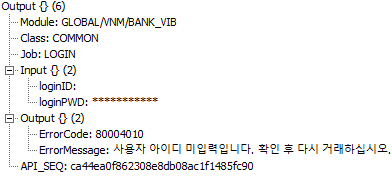 Output {} (6)
Module: GLOBAL/VNM/BANK_VIB
Class: COMMON
Job: LOGIN
Input {} (2)
loginID:
loginPWD: ***********
Output {} (2)
ErrorCode: 80004010
ErrorMessage: 사용자 아이디 미입력입니다. 확인 후 다시 거래하십시오.
API_SEQ: ca44ea0f862308e8db08ac1f1485fc90